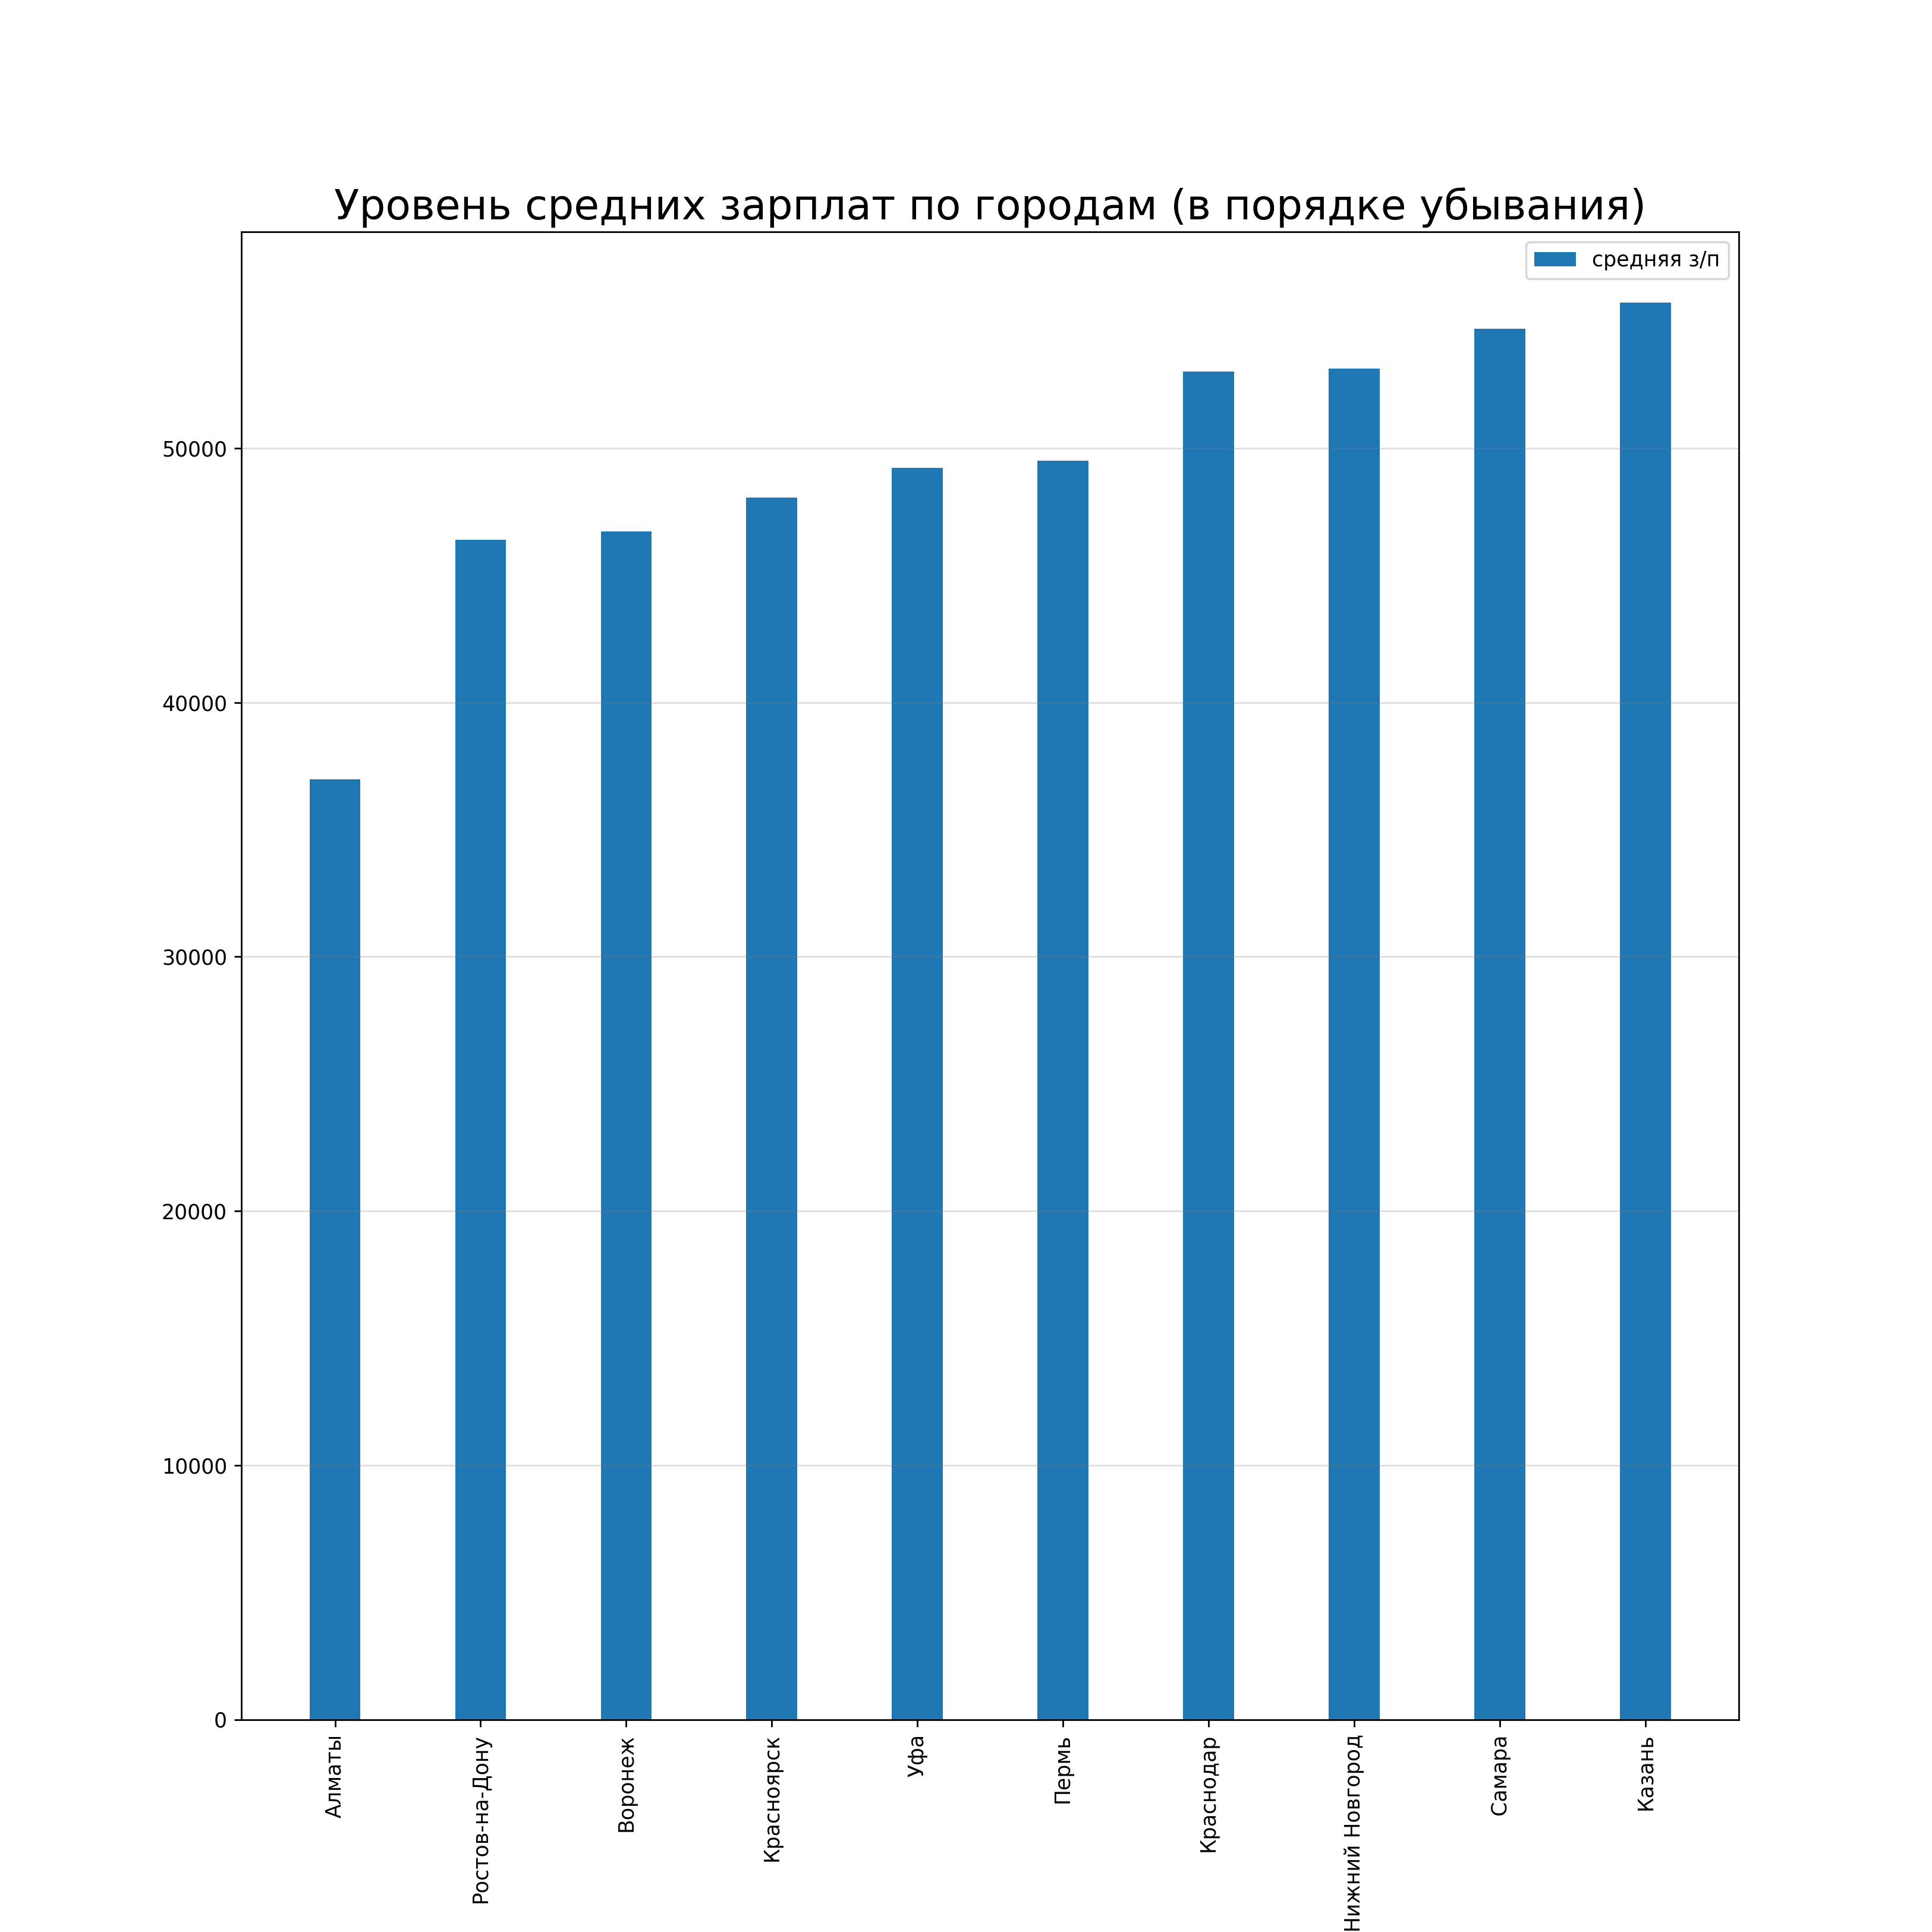 Уровень средних зарплат по городам (в порядке убывания)
средняя з/п
50000
40000
30000
20000
10000
0
Алматы
Ростов-на-Дону
Воронеж
Красноярск
Уфа
Пермь
Краснодар
Нижний Новгород
Самара
Казань